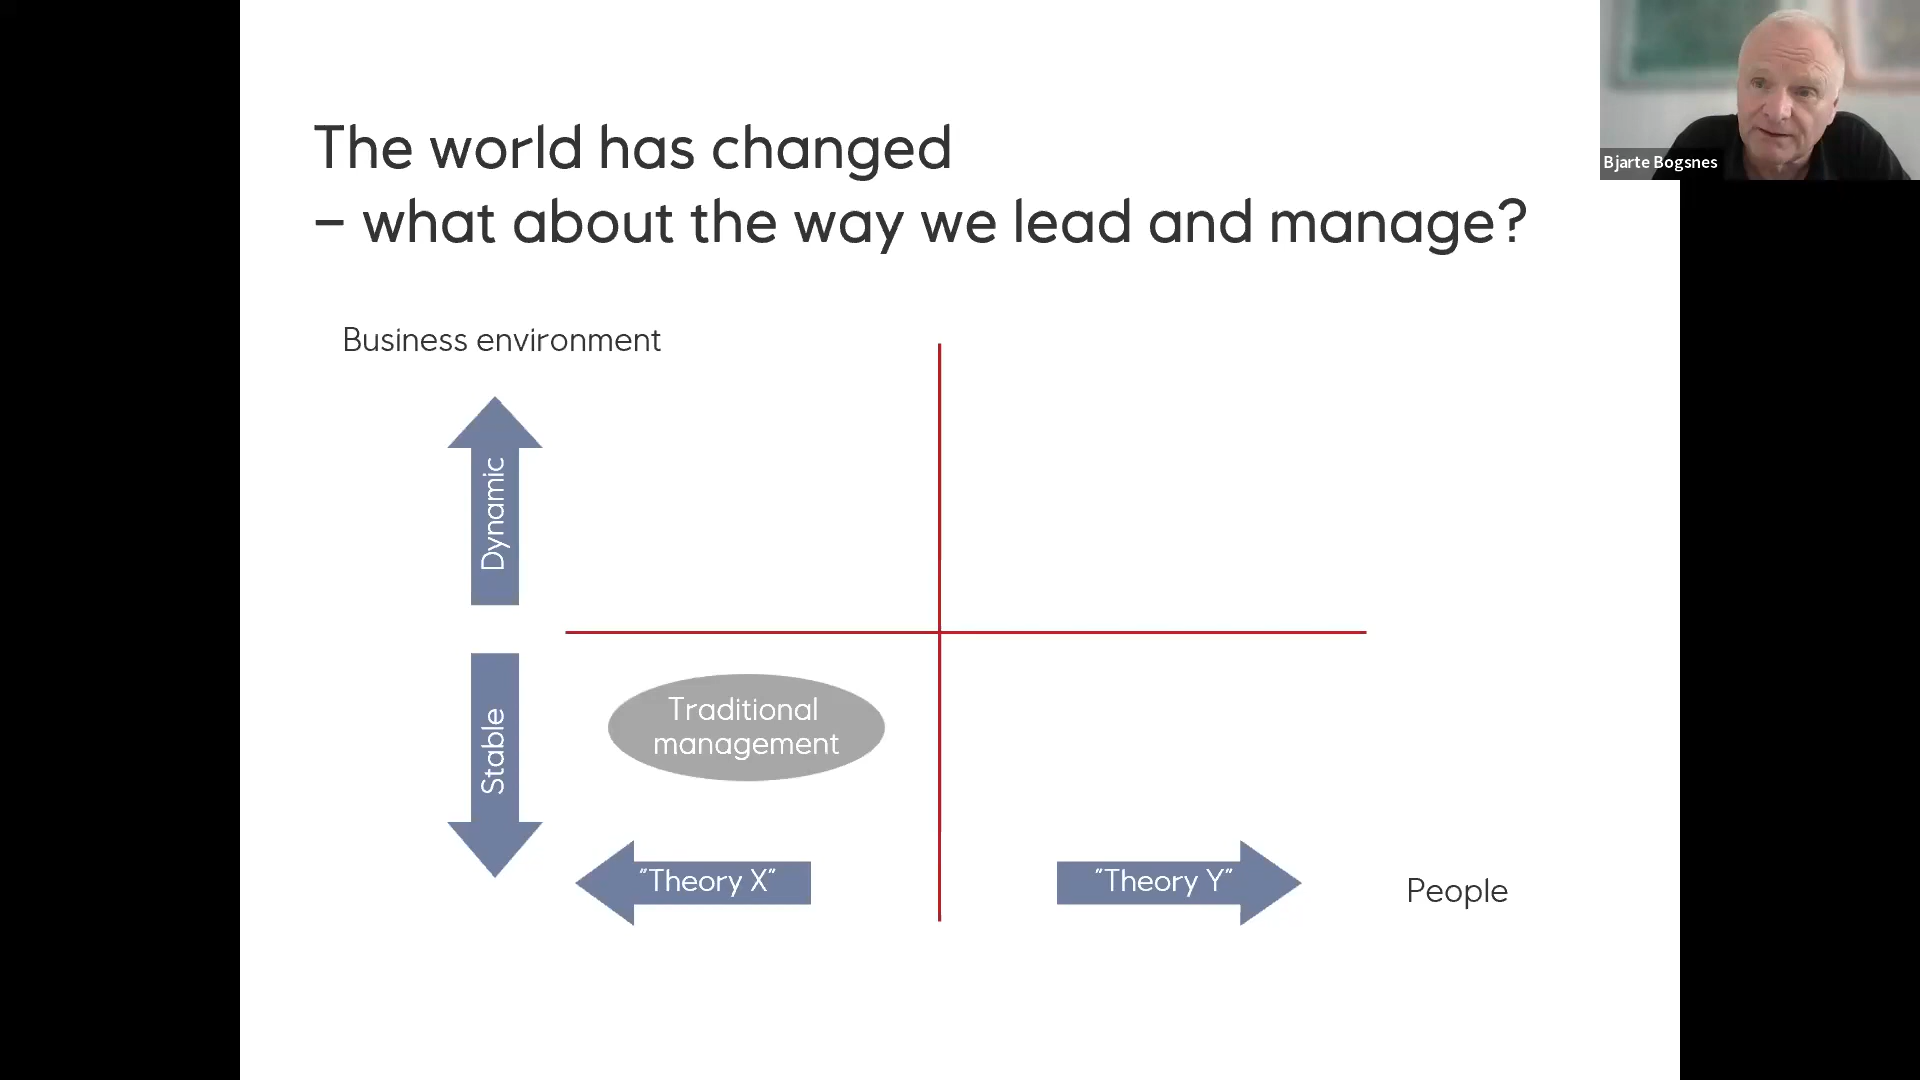 The world has changed
– what about the way we lead and manage?
Bjarte Bogsnes
Business environment
Dynamic
Stable
Traditional
management
"Theory X"
"Theory Y"
People